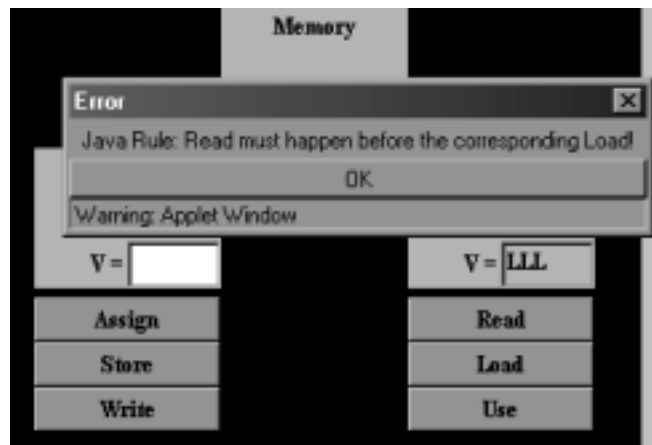 Memory
Error
Java Rule: Read must happen before the corresponding Load!
OK
Warning: Applet Window
V =
V = LLL
Assign
Read
Store
Load
Write
Use